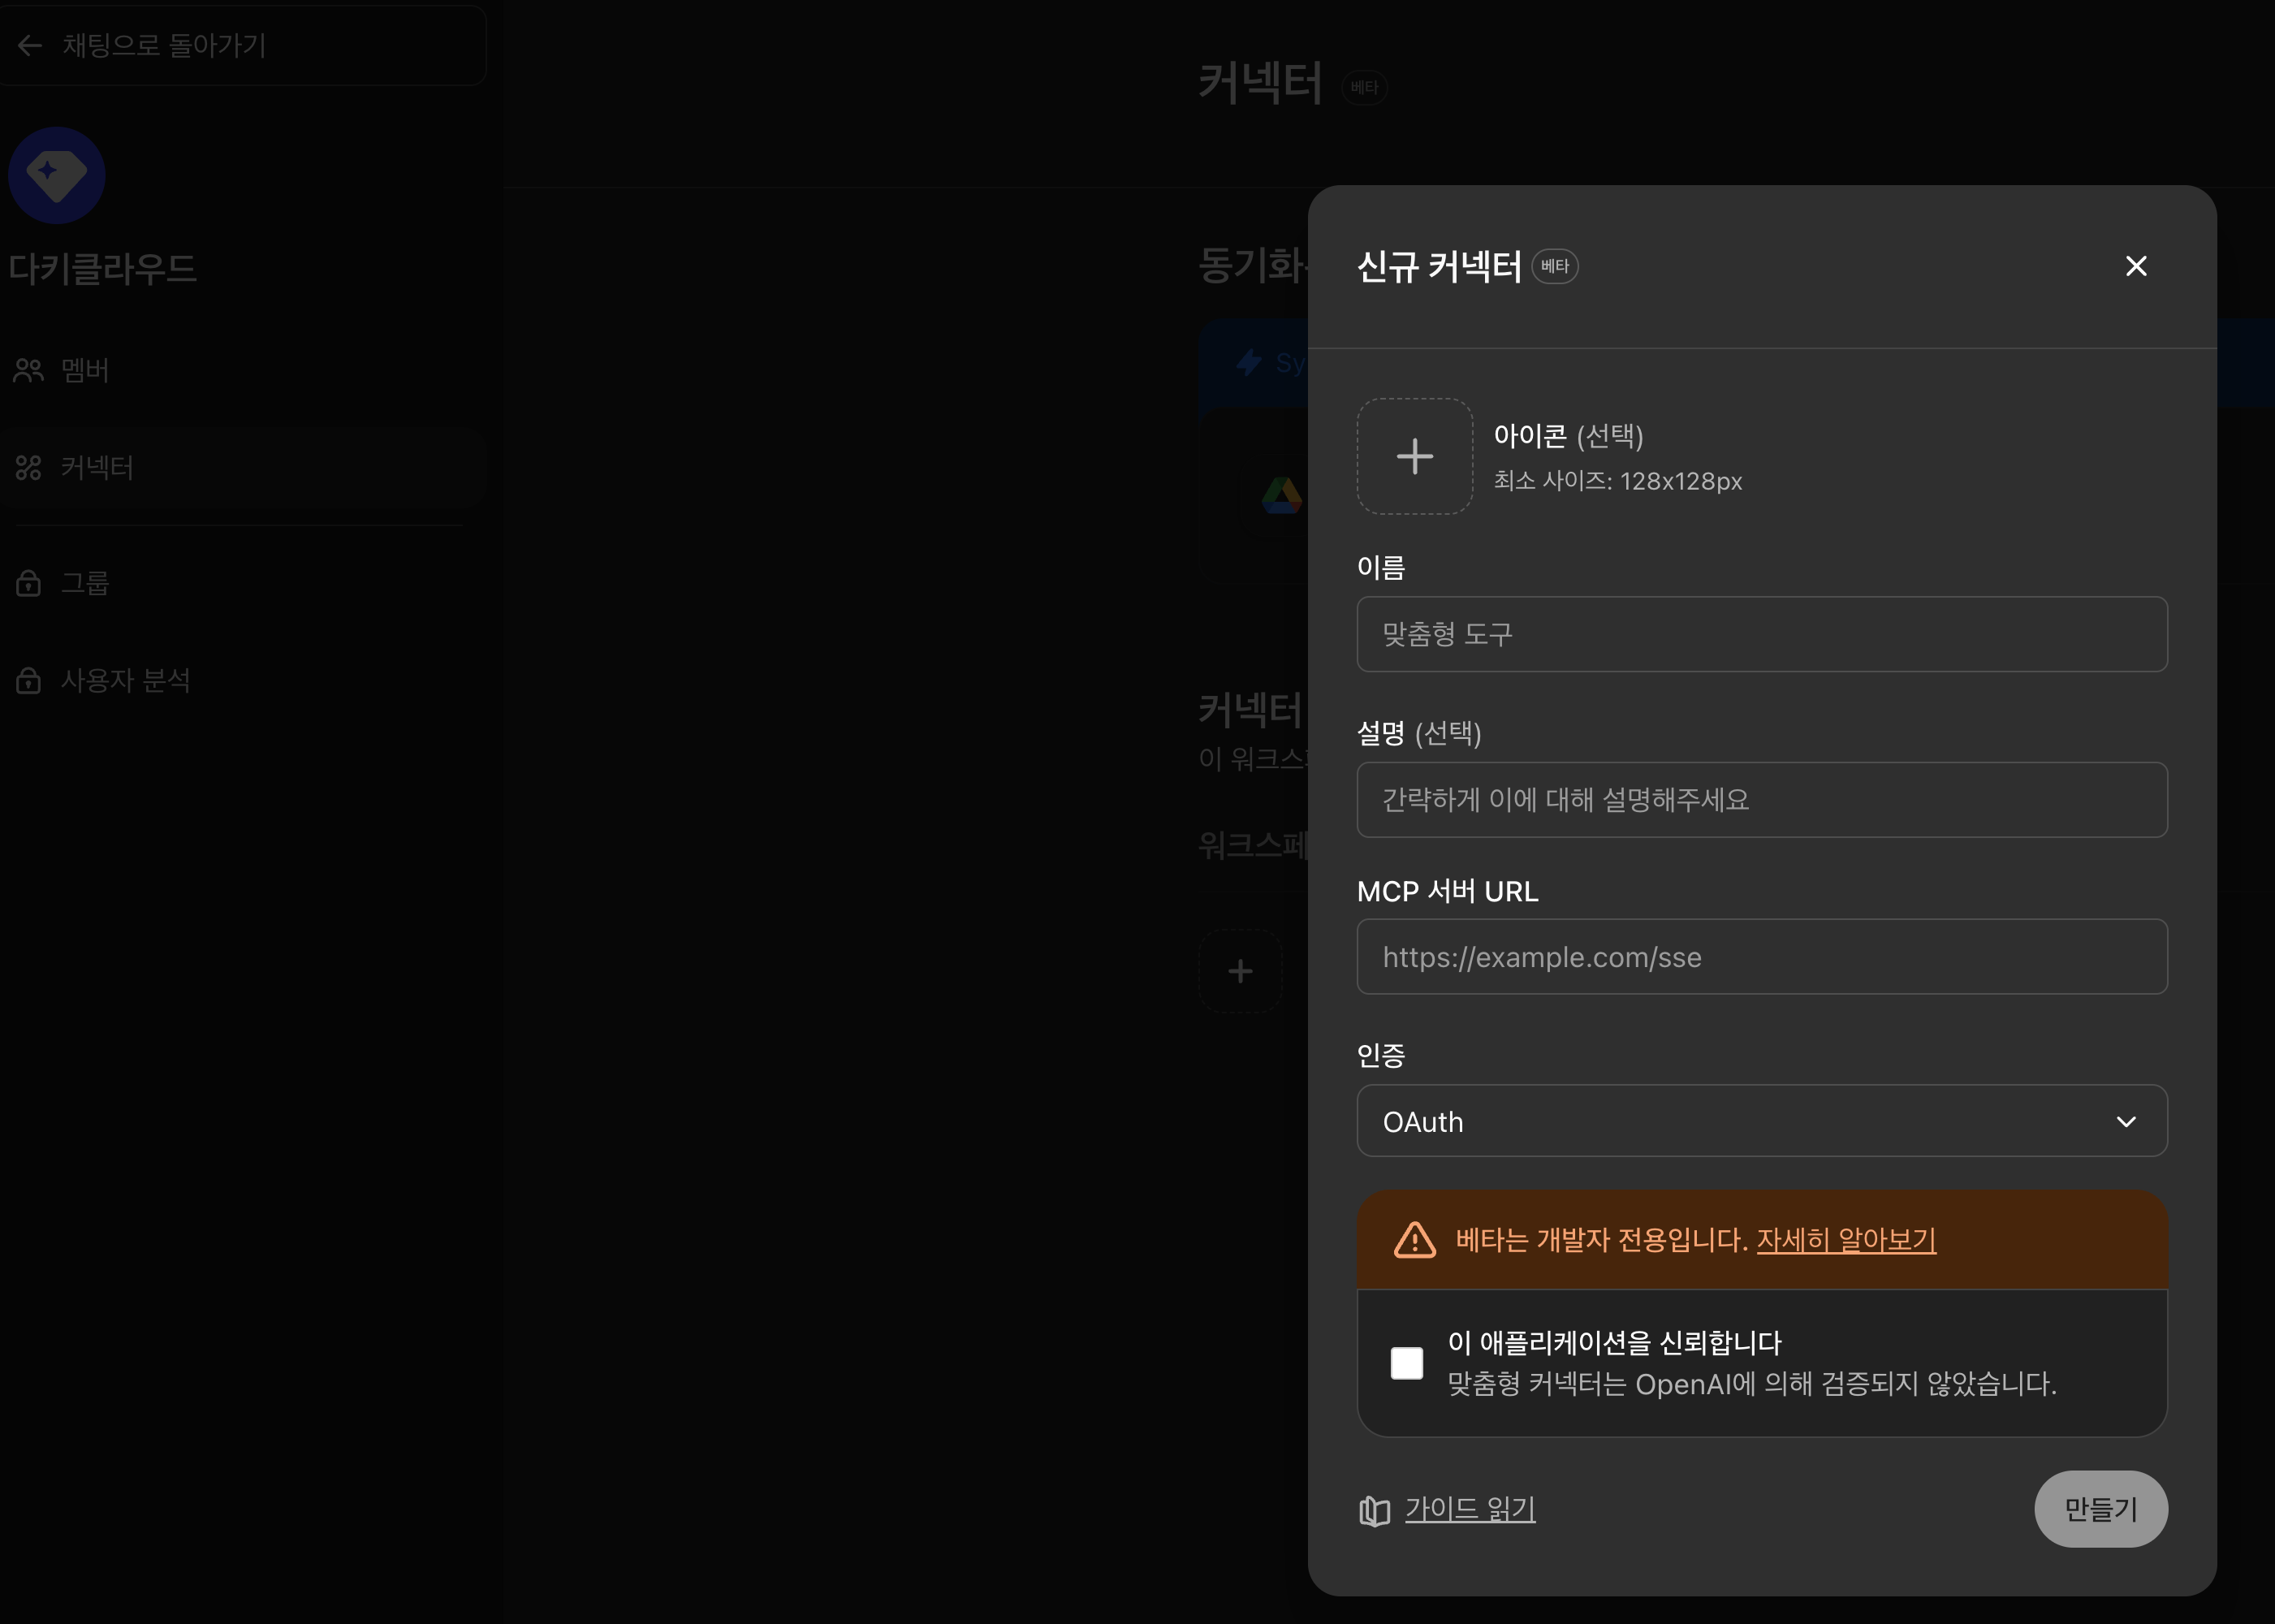 채팅으로 돌아가기
다키클라우드
멤버
커넥터
그룹
사용자 분석
커넥터 베타
동기화
Sy
커넥터
이 워크스
워크스페
신규 커넥터 베타
아이콘 (선택)
최소 사이즈: 128x128px
이름
맞춤형 도구
설명 (선택)
간략하게 이에 대해 설명해주세요
MCP 서버 URL
https://example.com/sse
인증
OAuth
베타는 개발자 전용입니다. 자세히 알아보기
이 애플리케이션을 신뢰합니다
맞춤형 커넥터는 OpenAI에 의해 검증되지 않았습니다.
가이드 읽기
만들기